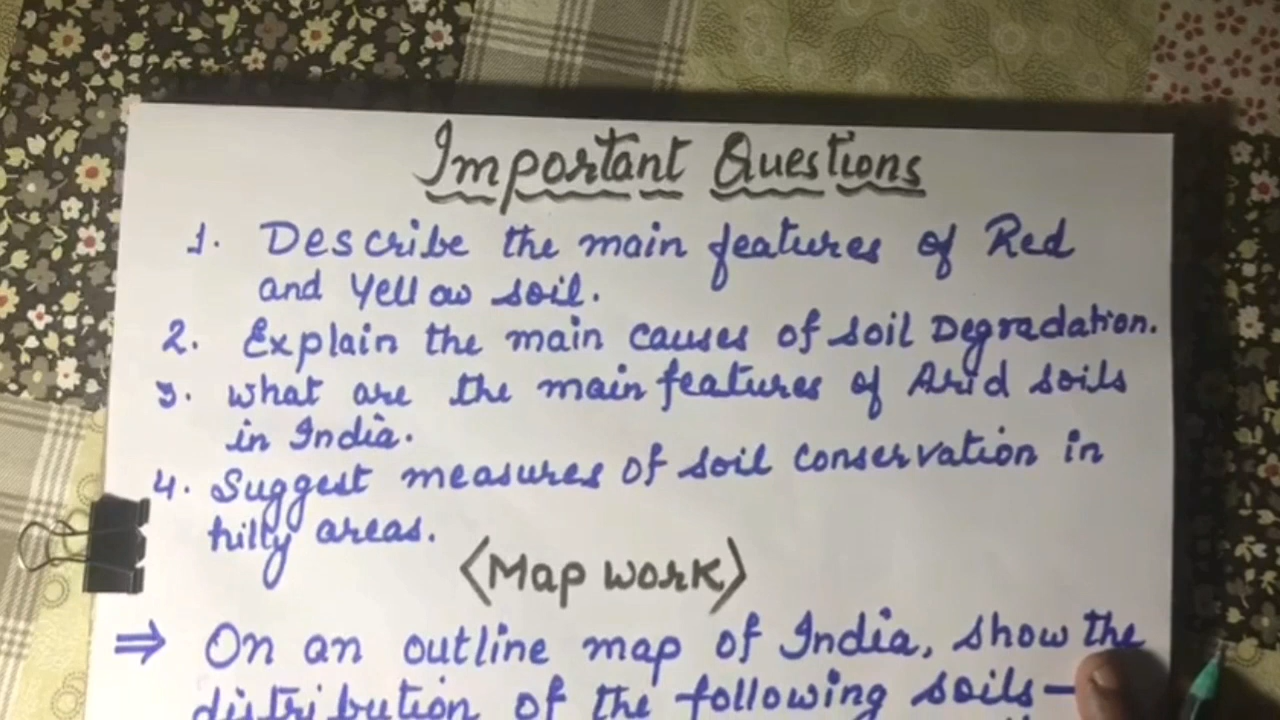 Important Questions
1. Describe the main features of Red
and Yellow soil.
2. Explain the main causes of soil Degradation.
3. What are the main features of Arid soils
in India.
4. Suggest measures of soil conservation in
hilly areas.
<Map work>
⇒ On an outline map of India, show the
distribution of the following soils—